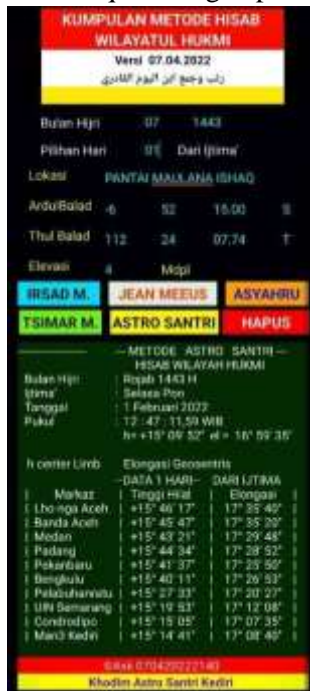 KUMPULAN METODE HISAB
WILAYATUL HUKMI
Versi 07.04.2022
Bulan Hijri 07 1443
Pilihan Hari 01 Dari Ijtima'
Lokasi PANTAI MAULANA ISHAQ
ArdulBalad -6 52 16.00 S
Thul Balad 112 24 07.74 T
Elevasi 4 Mdpl
IRSAD M. JEAN MEEUS ASYAHRU
TSIMAR M. ASTRO SANTRI HAPUS
-- METODE ASTRO SANTRI --
HISAB WILAYAH HUKMI
Bulan Hijri : Rojab 1443 H
Ijtima' : Selasa Pon
Tanggal : 1 Februari 2022
Pukul : 12 : 47 : 11,59 WIB
h= +15° 09' 52" el = 16° 59' 35"
h center Limb Elongasi Geosentris
--DATA 1 HARI-- DARI IJTIMA
| Markaz | Tinggi Hilal | Elongasi |
| Lho nga Aceh | +15° 46' 17" | 17° 35' 40" |
| Banda Aceh | +15° 45' 47" | 17° 35' 20" |
| Medan | +15° 43' 21" | 17° 29' 48" |
| Padang | +15° 44' 34" | 17° 28' 52" |
| Pekanbaru | +15° 41' 37" | 17° 25' 50" |
| Bengkulu | +15° 40' 11" | 17° 26' 53" |
| Pelabuhanratu | +15° 27' 33" | 17° 20' 27" |
| UIN Semarang | +15° 19' 53" | 17° 12' 08" |
| Condrodipo | +15° 15' 05" | 17° 07' 35" |
| Man3 Kediri | +15° 14' 41" | 17° 08' 40" |
Khodim Astro Santri Kediri